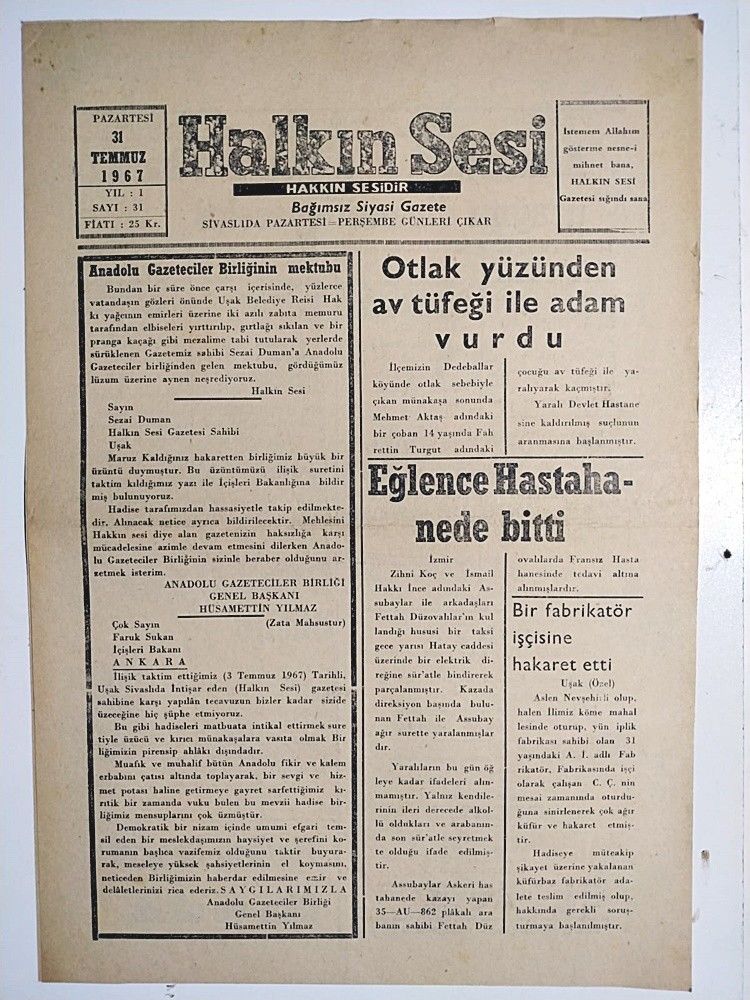 PAZARTESİ
31
TEMMUZ
1967
YIL : 1
SAYI : 31
FİATI : 25 Kr.
Halkın Sesi
HAKKIN SESİDİR
Bağımsız Siyasi Gazete
SİVASLIDA PAZARTESİ=PERŞEMBE GÜNLERİ ÇIKAR
İstemem Allahım
gösterme nesne-i
mihnet bana,
HALKIN SESİ
Gazetesi sığındı sana
Anadolu Gazeteciler Birliğinin mektubu
Bundan bir süre önce çarşı içerisinde, yüzlerce
vatandaşın gözleri önünde Uşak Belediye Reisi Hak
kı yağcının emirleri üzerine iki azılı zabıta memuru
tarafından elbiseleri yırttırılıp, gırtlağı sıkılan ve bir
pranga kaçağı gibi mezalime tabi tutularak yerlerde
sürüklenen Gazetemiz sahibi Sezai Duman'a Anadolu
Gazeteciler birliğinden gelen mektubu, gördüğümüz
lüzum üzerine aynen neşrediyoruz.
Halkin Sesi
Sayın
Sezai Duman
Halkın Sesi Gazetesi Sahibi
Uşak
Maruz Kaldığınız hakaretten birliğimiz büyük bir
üzüntü duymuştur. Bu üzüntümüzü ilişik suretini
taktim kıldığımız yazı ile İçişleri Bakanlığına bildir
miş bulunuyoruz.
Hadise tarafımızdan hassasiyetle takip edilmekte-
dir. Alınacak netice ayrıca bildirilecektir. Mehlesini
Hakkın sesi diye alan gazetenizin haksızlığa karşı
mücadelesine azimle devam etmesini dilerken Anado-
lu Gazeteciler Birliğinin sizinle beraber olduğunu ar-
zetmek isterim.
ANADOLU GAZETECİLER BİRLİĞİ
GENEL BAŞKANI
HÜSAMETTİN YILMAZ
Çok Sayın (Zata Mahsustur)
Faruk Sukan
İçişleri Bakanı
ANKARA
İlişik taktim ettiğimiz (3 Temmuz 1967) Tarihli,
Uşak Sivaslıda İntişar eden (Halkın Sesi) gazetesi
sahibine karşı yapılân tecavuzun bizler kadar sizide
üzeceğine hiç şüphe etmiyoruz.
Bu gibi hadiseleri matbuata intikal ettirmek sure
tiyle üzücü ve kırıcı münakaşalara vasıta olmak Bir
liğimizin pirensip ahlâkı dışındadır.
Muafık ve muhalif bütün Anadolu fikir ve kalem
erbabını çatısı altında toplayarak, bir sevgi ve hiz-
met potası haline getirmeye gayret sarfettiğimiz kı-
rıtik bir zamanda vuku bulen bu mevzii hadise bir-
liğimiz mensuplarını çok üzmüştür.
Demokratik bir nizam içinde umumi efgari tem-
sil eden bir meslekdaşımızın haysiyet ve şerefini ko-
rumanın başlıca vazifemiz olduğunu taktir buyura-
rak, meseleye yüksek şahsiyetlerinin el koymasını,
neticeden Birliğimizin haberdar edilmesine emir ve
delâletlerinizi rica ederiz. SAYGILARIMIZLA
Anadolu Gazeteciler Birliği
Genel Başkanı
Hüsamettin Yılmaz
Otlak yüzünden
av tüfeği ile adam
vurdu
İlçemizin Dedeballar
köyünde otlak sebebiyle
çıkan münakaşa sonunda
Mehmet Aktaş adındaki
bir çoban 14 yaşında Fah
rettin Turgut adındaki
çocuğu av tüfeği ile ya-
ralıyarak kaçmıştır.
Yaralı Devlet Hastane
sine kaldırılmış suçlunun
aranmasına başlanmıştır.
Eğlence Hastaha-
nede bitti
İzmir
Zihni Koç ve İsmail
Hakkı İnce adındaki As-
subaylar ile arkadaşları
Fettah Düzovalılar'ın kul
landığı hususi bir taksi
gece yarısı Hatay caddesi
üzerinde bir elektrik di-
reğine sür'atle bindirerek
parçalanmıştır. Kazada
direksiyon başında bulu-
nan Fettah ile Assubay
ağır surette yaralanmışlar
dır.
Yaralıların bu gün öğ
leye kadar ifadeleri alın-
mamıştır. Yalnız kendile-
rinin ileri derecede alkol-
lü oldukları ve arabanın-
da son sür'atle seyretmek
te olduğu ifade edilmiş-
tir.
Assubaylar Askeri has
tahanede kazayı yapan
35—AU—862 plâkalı ara
banın sahibi Fettah Düz
ovalılarda Fransız Hasta
hanesinde tedavi altına
alınmışlardır.
Bir fabrikatör
işçisine
hakaret etti
Uşak (Özel)
Aslen Nevşehirli olup,
halen İlimiz köme mahal
lesinde oturup, yün iplik
fabrikası sahibi olan 31
yaşındaki A. İ. adlı Fab
rikatör, Fabrikasında işçi
olarak çalışan C. Ç. nin
mesai zamanında oturdu-
ğuna sinirlenerek çok ağır
küfür ve hakaret etmiş-
tir.
Hadiseye müteakip
şikayet üzerine yakalanan
küfürbaz fabrikatör ada-
lete teslim edilmiş olup,
hakkında gerekli soruş-
turmaya başlanılmıştır.